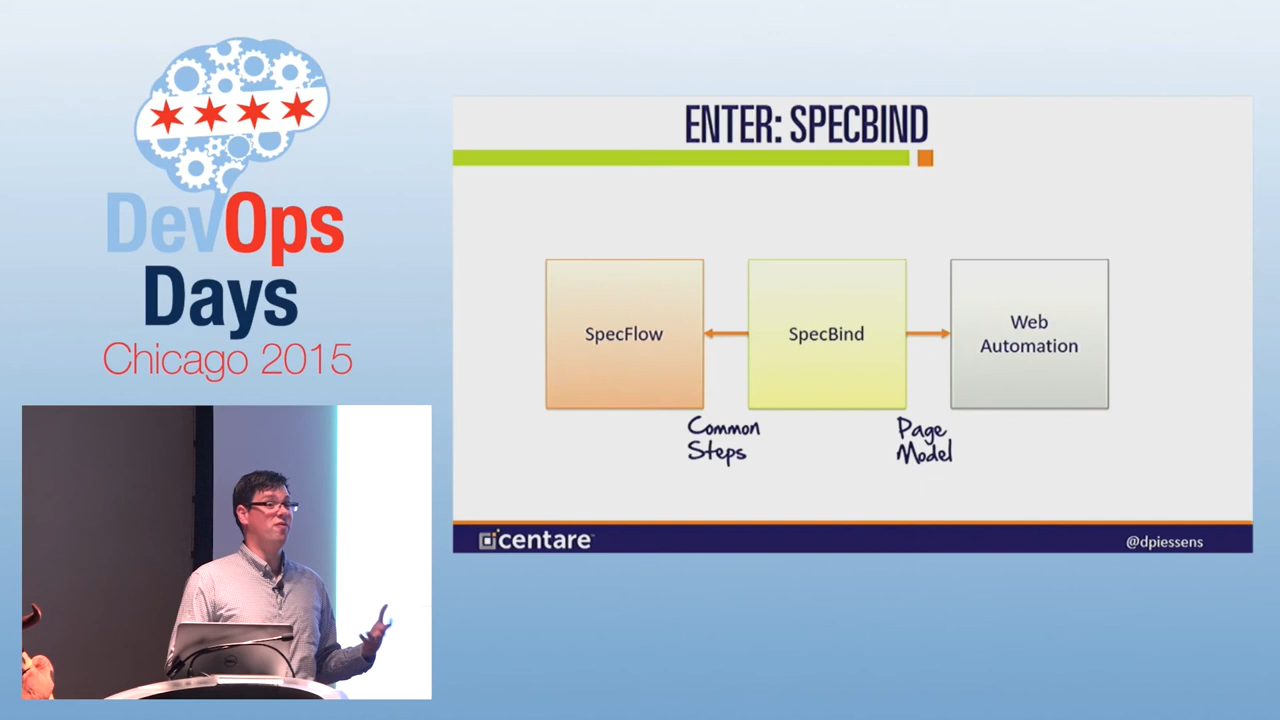 DevOps
Days
Chicago 2015
ENTER: SPECBIND
SpecFlow
SpecBind
Web
Automation
Common
Steps
Page
Model
centare
@dpiessens